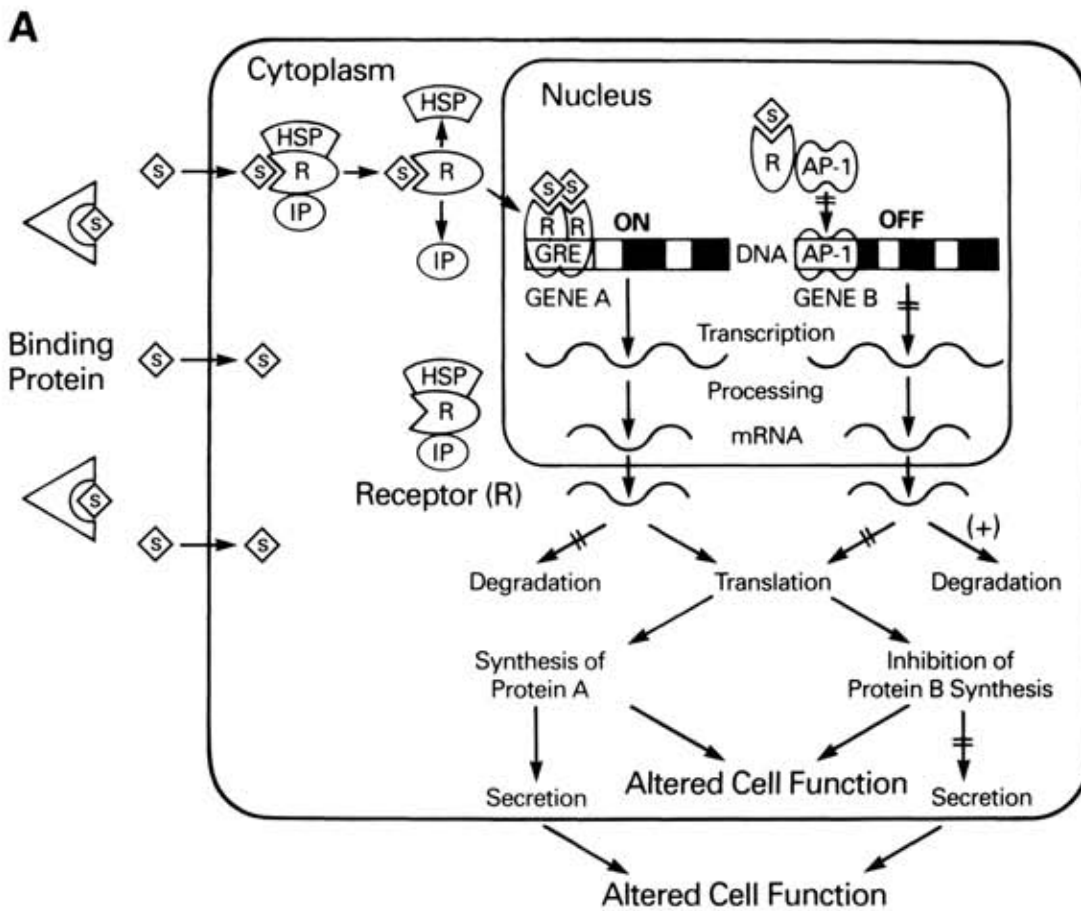 A
Cytoplasm
Nucleus
HSP
HSP
S
S
R
IP
S
R
IP
S
S
R
R
GRE
ON
GENE A
S
R
AP-1
DNA
AP-1
OFF
GENE B
S
Binding
Protein
S
S
HSP
R
IP
Receptor (R)
Transcription
Processing
mRNA
S
S
S
(+)
Degradation
Translation
Degradation
Synthesis of
Protein A
Inhibition of
Protein B Synthesis
Secretion
Altered Cell Function
Secretion
Altered Cell Function